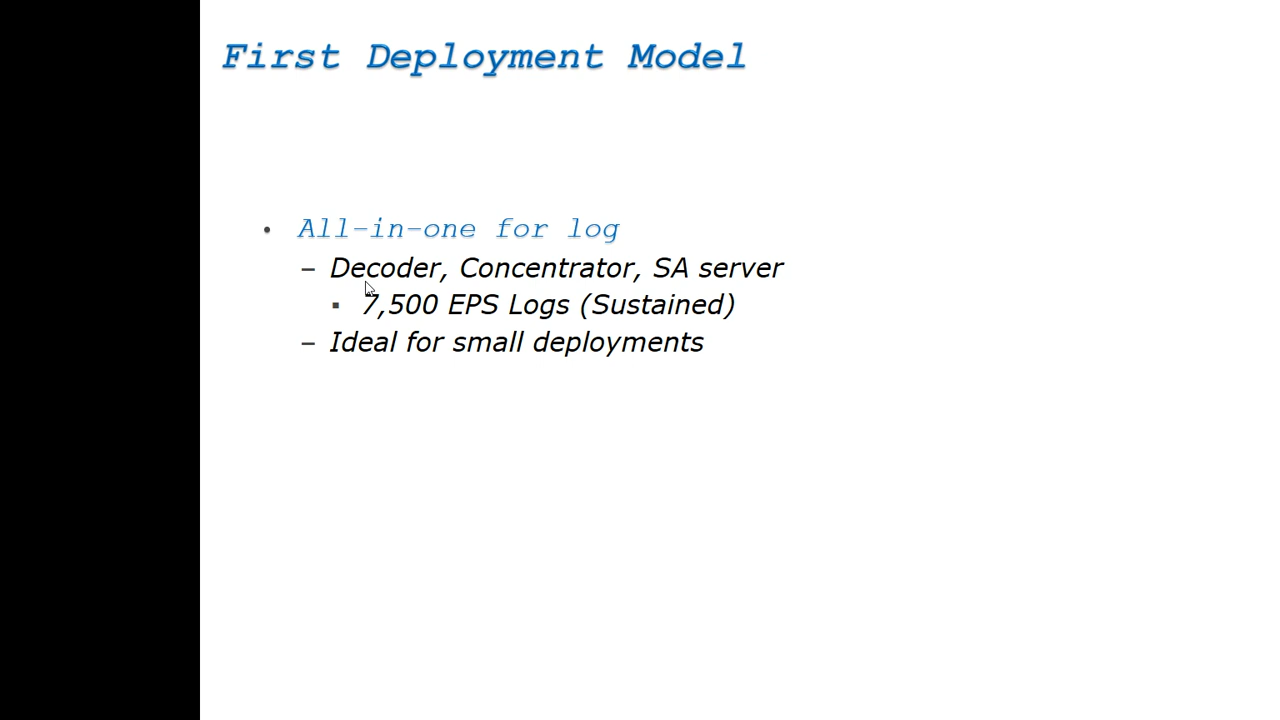 First Deployment Model
• All-in-one for log
– Decoder, Concentrator, SA server
▪ 7,500 EPS Logs (Sustained)
– Ideal for small deployments